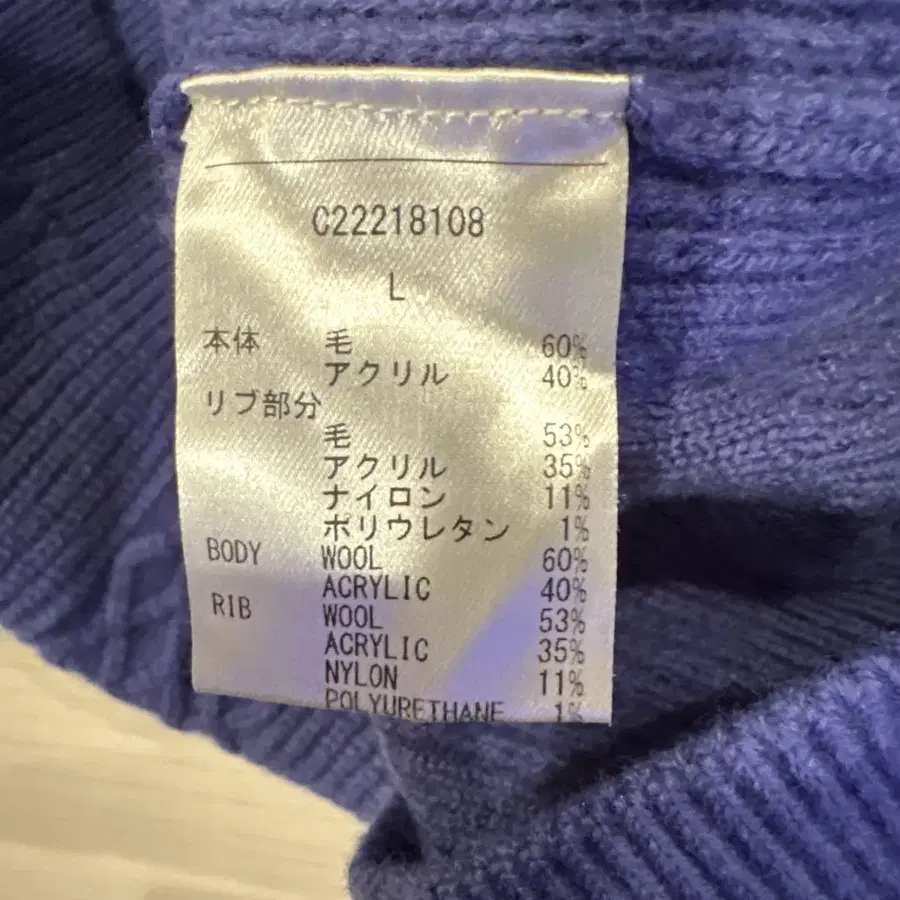 C22218108
L
本体 毛 60%
アクリル 40%
リブ部分
毛 53%
アクリル 35%
ナイロン 11%
ポリウレタン 1%
BODY WOOL 60%
ACRYLIC 40%
RIB WOOL 53%
ACRYLIC 35%
NYLON 11%
POLYURETHANE 1%